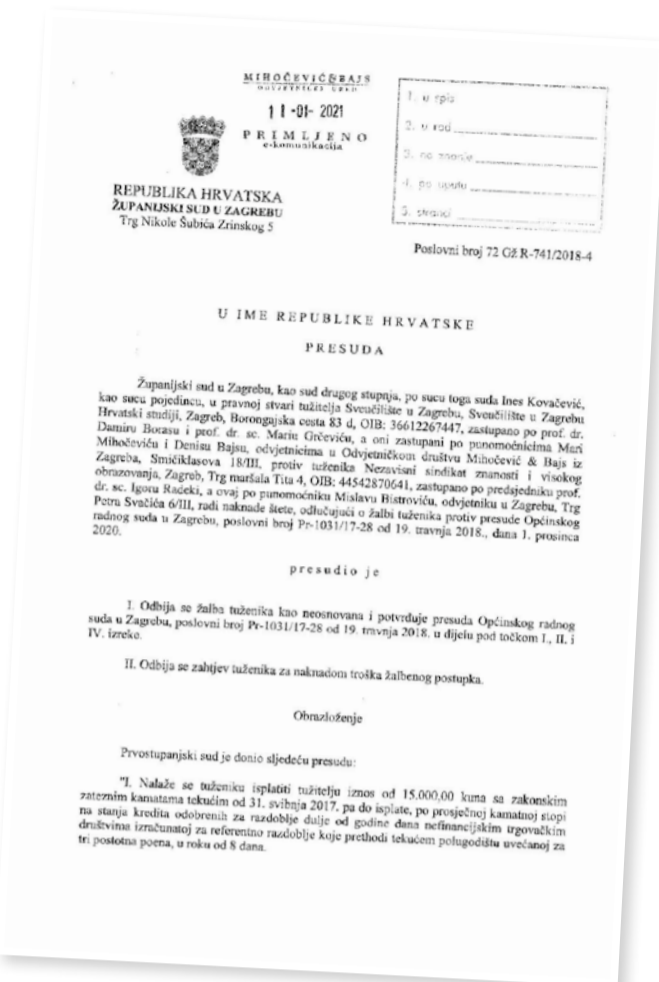 MIHOČEVIĆ&BAJS
ODVJETNIČKI URED
11-01-2021
PRIMLJENO
e-komunikacija
1. u spis
2. u rad
3. na znanje
4. po uputu
5. stranci
REPUBLIKA HRVATSKA
ŽUPANIJSKI SUD U ZAGREBU
Trg Nikole Šubića Zrinskog 5
Poslovni broj 72 Gž R-741/2018-4
U IME REPUBLIKE HRVATSKE
PRESUDA
Županijski sud u Zagrebu, kao sud drugog stupnja, po sucu toga suda Ines Kovačević,
kao sucu pojedincu, u pravnoj stvari tužitelja Sveučilište u Zagrebu, Sveučilište u Zagrebu
Hrvatski studiji, Zagreb, Borongajska cesta 83 d, OIB: 36612267447, zastupano po prof. dr.
Damiru Borasu i prof. dr. sc. Mariu Grčeviću, a oni zastupani po punomoćnicima Meri
Mihočeviću i Denisu Bajsu, odvjetnicima u Odvjetničkom društvu Mihočević & Bajs iz
Zagreba, Smičiklasova 18/III, protiv tuženika Nezavisni sindikat znanosti i visokog
obrazovanja, Zagreb, Trg maršala Tita 4, OIB: 44542870641, zastupano po predsjedniku prof.
dr. sc. Igoru Radeki, a ovaj po punomoćniku Mislavu Bistroviću, odvjetniku u Zagrebu, Trg
Petra Svačića 6/III, radi naknade štete, odlučujući o žalbi tuženika protiv presude Općinskog
radnog suda u Zagrebu, poslovni broj Pr-1031/17-28 od 19. travnja 2018., dana 1. prosinca
2020.
presudio je
I. Odbija se žalba tuženika kao neosnovana i potvrđuje presuda Općinskog radnog
suda u Zagrebu, poslovni broj Pr-1031/17-28 od 19. travnja 2018. u dijelu pod točkom I., II. i
IV. izreke.
II. Odbija se zahtjev tuženika za naknadom troška žalbenog postupka.
Obrazloženje
Prvostupanjski sud je donio sljedeću presudu:
"I. Nalaže se tuženiku isplatiti tužitelju iznos od 15.000,00 kuna sa zakonskim
zateznim kamatama tekućim od 31. svibnja 2017. pa do isplate, po prosječnoj kamatnoj stopi
na stanja kredita odobrenih za razdoblje dulje od godine dana nefinancijskim trgovačkim
društvima izračunatoj za referentno razdoblje koje prethodi tekućem polugodištu uvećanoj za
tri postotna poena, u roku od 8 dana.